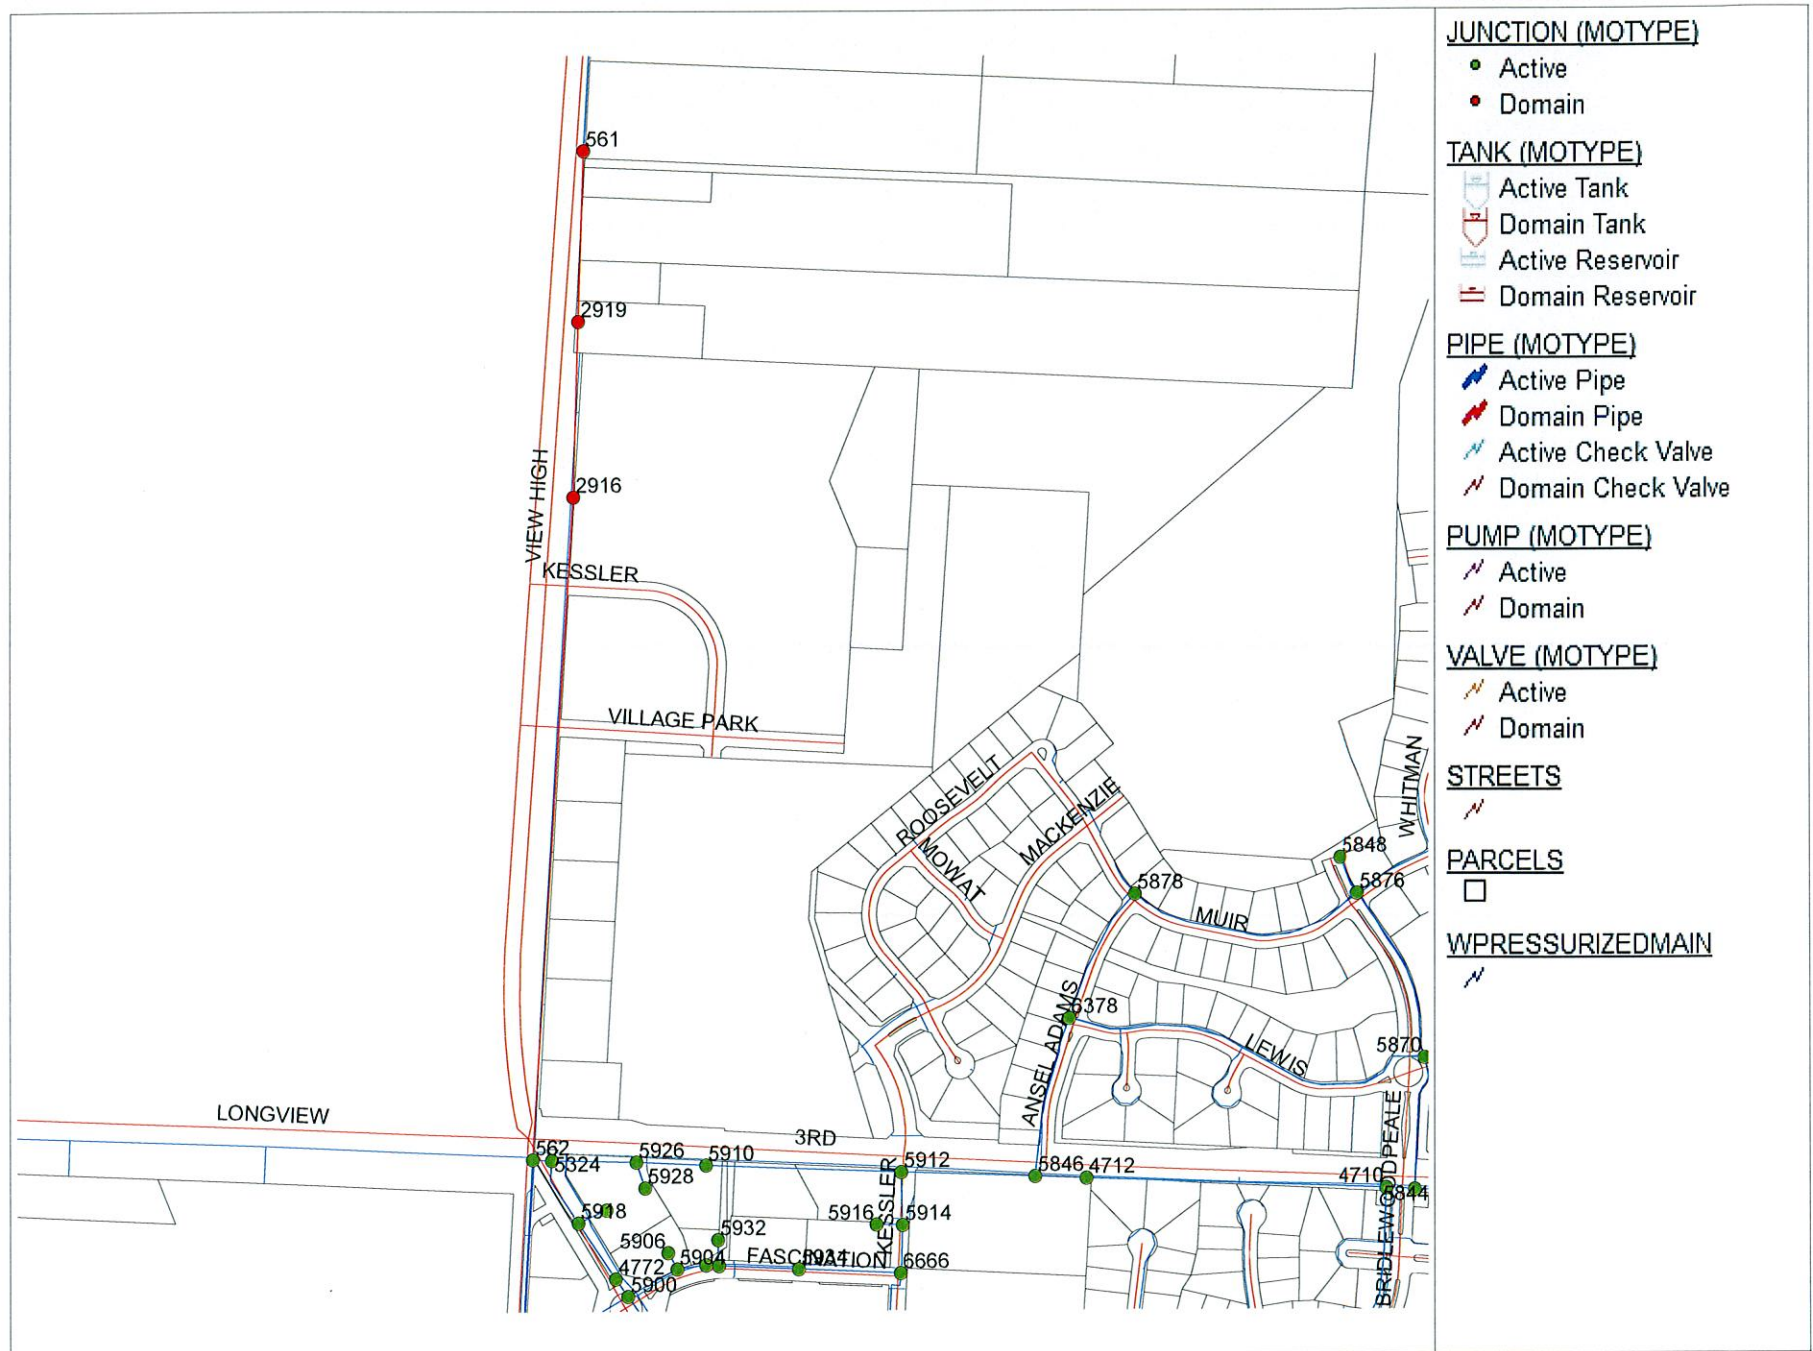 JUNCTION (MOTYPE)
Active
Domain
TANK (MOTYPE)
Active Tank
Domain Tank
Active Reservoir
Domain Reservoir
PIPE (MOTYPE)
Active Pipe
Domain Pipe
Active Check Valve
Domain Check Valve
PUMP (MOTYPE)
Active
Domain
VALVE (MOTYPE)
Active
Domain
STREETS
PARCELS
WPRESSURIZEDMAIN
561
2919
2916
VIEW HIGH
KESSLER
VILLAGE PARK
ROOSEVELT
MOWAT
MACKENZIE
WHITMAN
5848
5876
5878
MUIR
6378
ANSEL ADAMS
LEWIS
5870
LONGVIEW
3RD
562
5324
5926
5910
5928
5912
5846
4712
4710
5844
BRIDLEWOOD
PEALE
KESSLER
5918
5932
5916
5914
5906
5904
FASCINATION
5934
6666
4772
5900